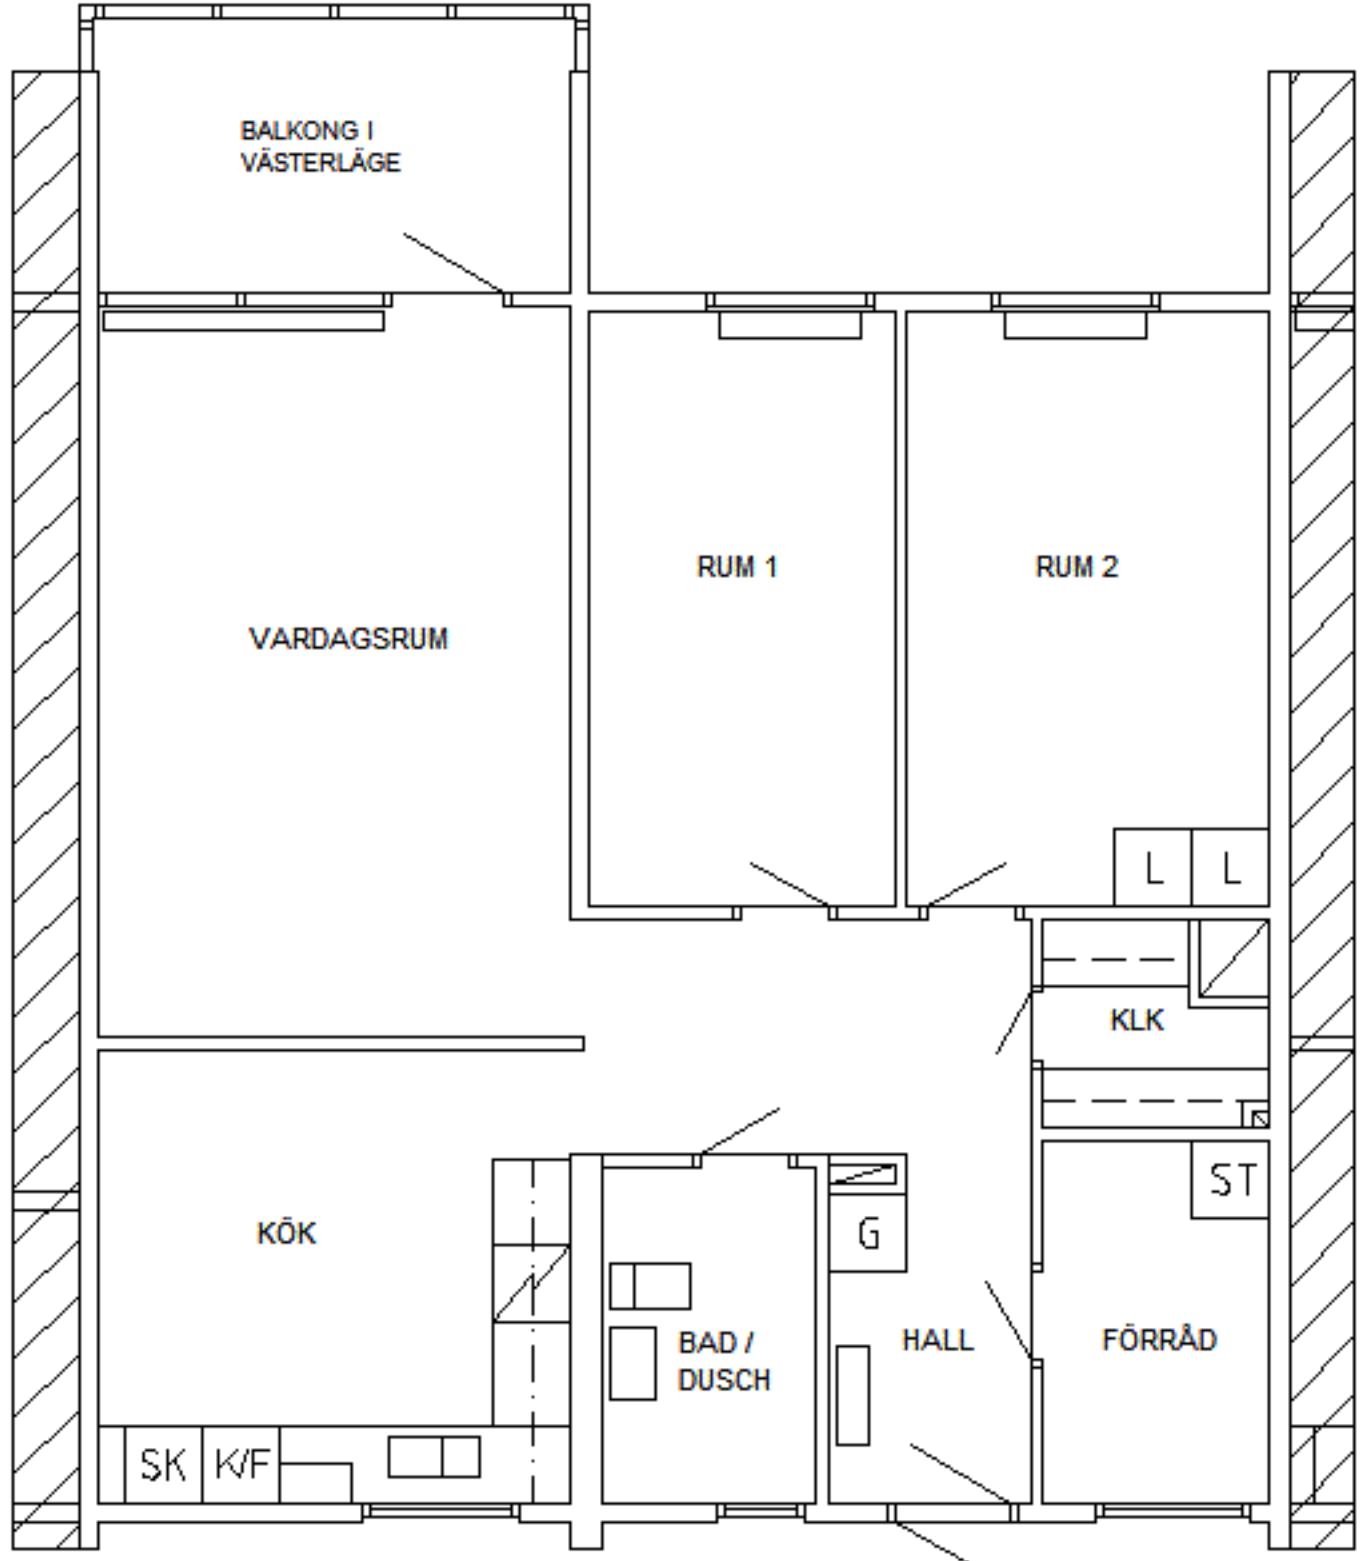 BALKONG I
VÄSTERLÄGE
RUM 1
RUM 2
VARDAGSRUM
L
L
KLK
ST
KÖK
G
BAD /
DUSCH
HALL
FÖRRÅD
SK
K/F